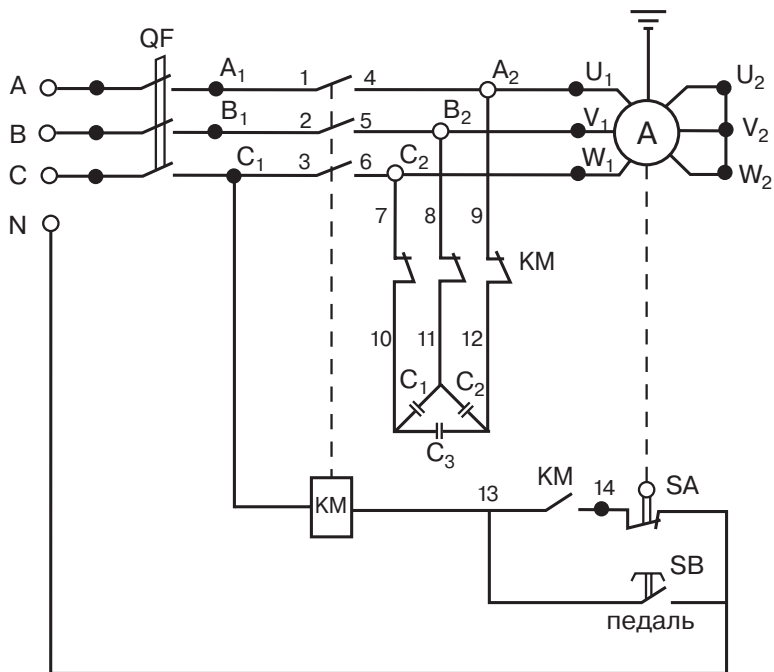 QF
A A₁ 1 4 A₂ U₁ U₂
B B₁ 2 5 B₂ V₁ A V₂
C C₁ 3 6 C₂ W₁ W₂
N
7 8 9
KM
10 11 12
C₁ C₂
C₃
KM 13 KM 14 SA
SB
педаль